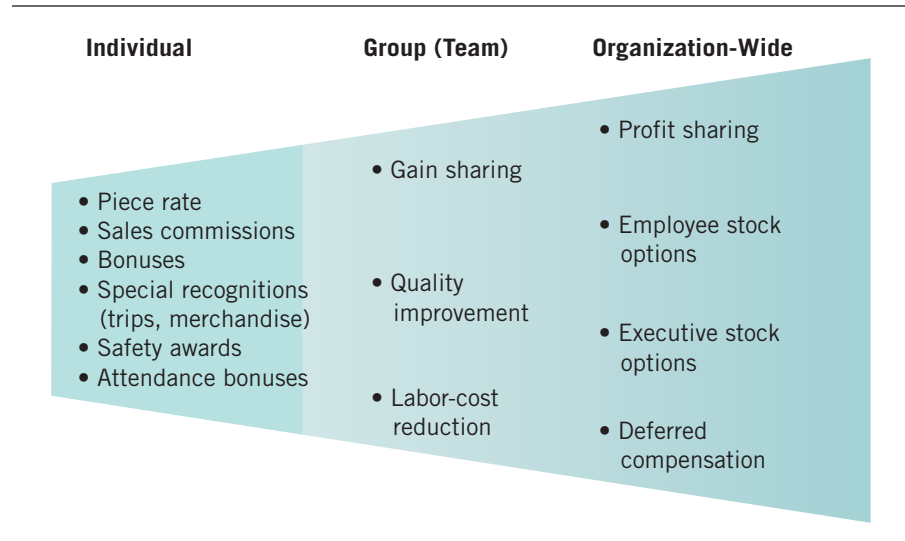 Individual
Group (Team)
Organization-Wide
• Piece rate
• Sales commissions
• Bonuses
• Special recognitions
(trips, merchandise)
• Safety awards
• Attendance bonuses
• Gain sharing
• Quality
improvement
• Labor-cost
reduction
• Profit sharing
• Employee stock
options
• Executive stock
options
• Deferred
compensation